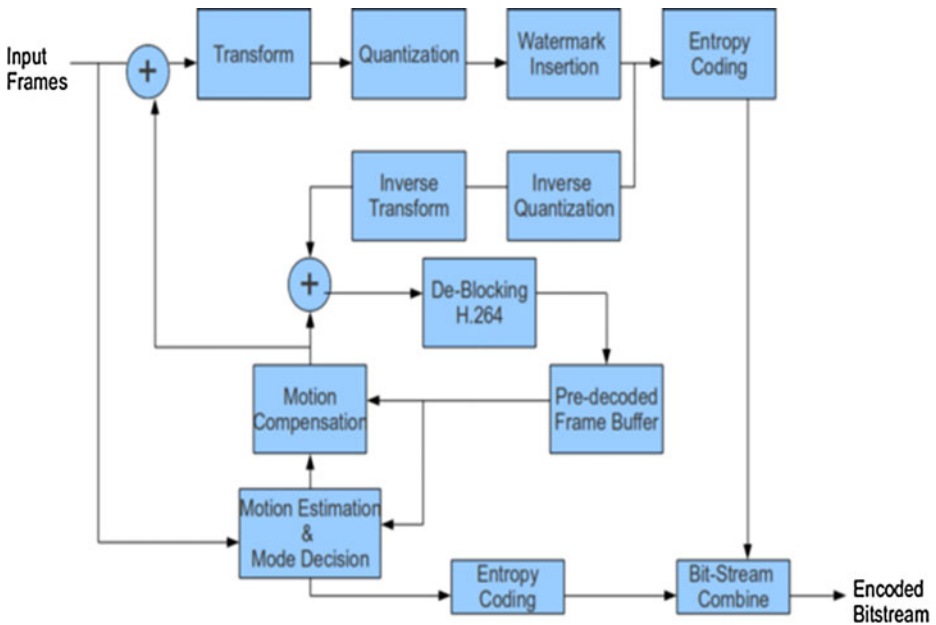 Input
Frames
+
Transform
Quantization
Watermark
Insertion
Entropy
Coding
Inverse
Transform
Inverse
Quantization
+
De-Blocking
H.264
Motion
Compensation
Pre-decoded
Frame Buffer
Motion Estimation
&
Mode Decision
Entropy
Coding
Bit-Stream
Combine
Encoded
Bitstream